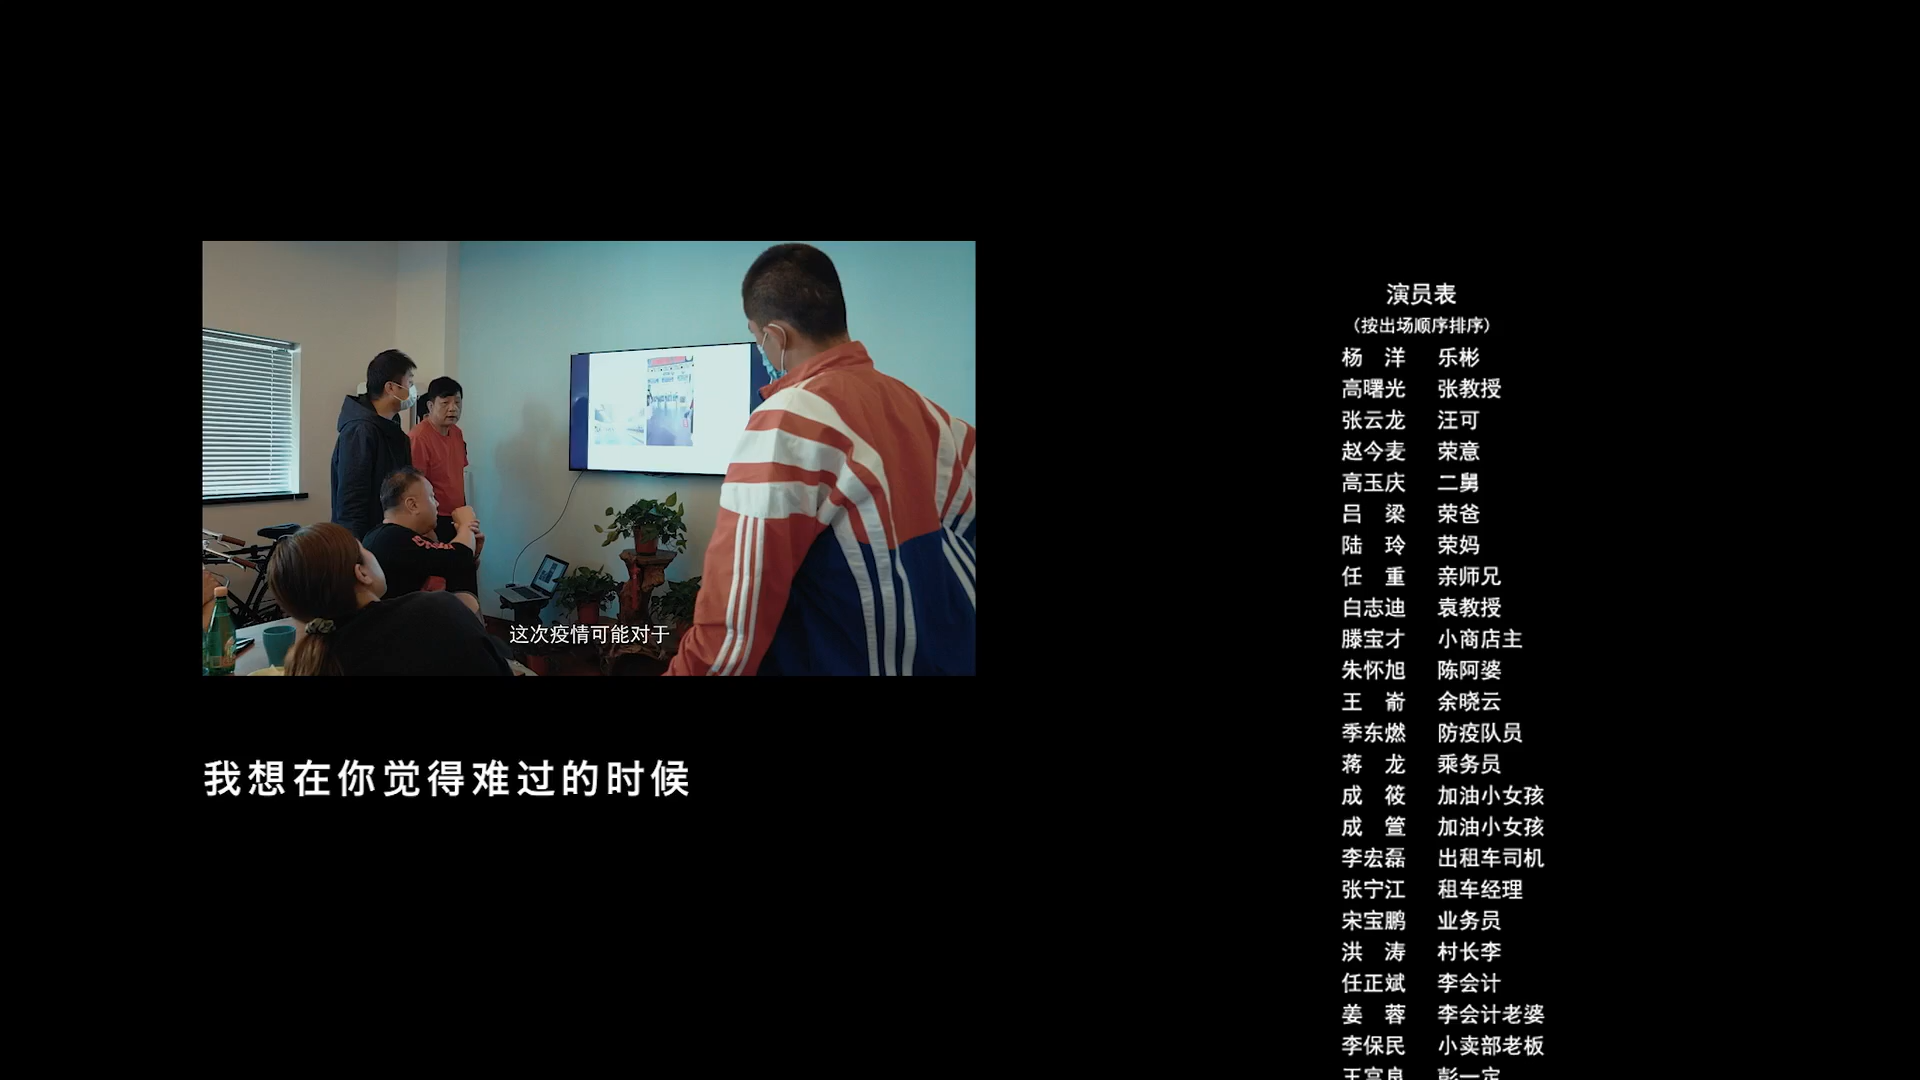 这次疫情可能对于
我想在你觉得难过的时候
演员表
（按出场顺序排序）
杨 洋 乐彬
高曙光 张教授
张云龙 汪可
赵今麦 荣意
高玉庆 二舅
吕 梁 荣爸
陆 玲 荣妈
任 重 亲师兄
白志迪 袁教授
滕宝才 小商店主
朱怀旭 陈阿婆
王 嵛 余晓云
季东燃 防疫队员
蒋 龙 乘务员
成 筱 加油小女孩
成 萱 加油小女孩
李宏磊 出租车司机
张宁江 租车经理
宋宝鹏 业务员
洪 涛 村长李
任正斌 李会计
姜 蓉 李会计老婆
李保民 小卖部老板